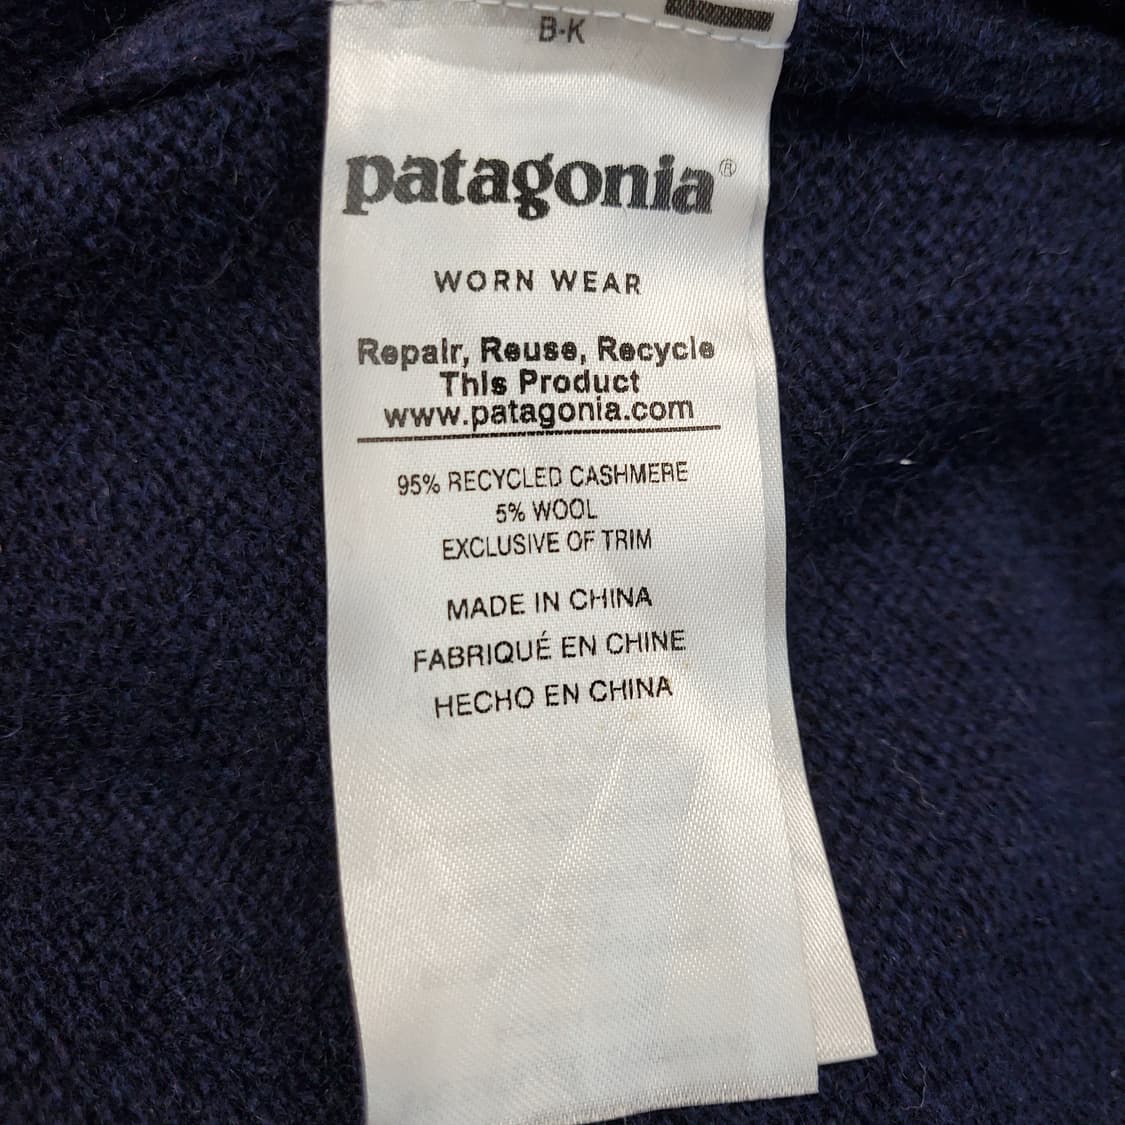 B-K
patagonia®
WORN WEAR
Repair, Reuse, Recycle
This Product
www.patagonia.com
95% RECYCLED CASHMERE
5% WOOL
EXCLUSIVE OF TRIM
MADE IN CHINA
FABRIQUÉ EN CHINE
HECHO EN CHINA